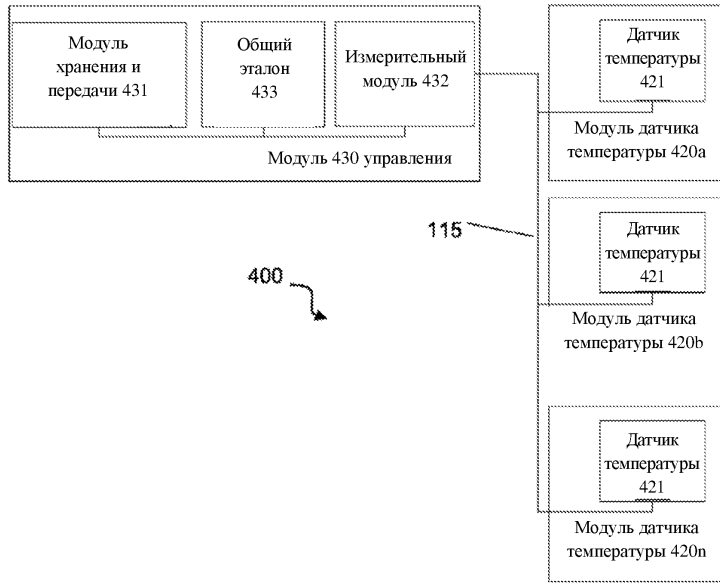 Модуль
хранения и
передачи 431
Общий
эталон
433
Измерительный
модуль 432
Модуль 430 управления
Датчик
температуры
421
Модуль датчика
температуры 420a
115
Датчик
температуры
421
Модуль датчика
температуры 420b
400
Датчик
температуры
421
Модуль датчика
температуры 420n